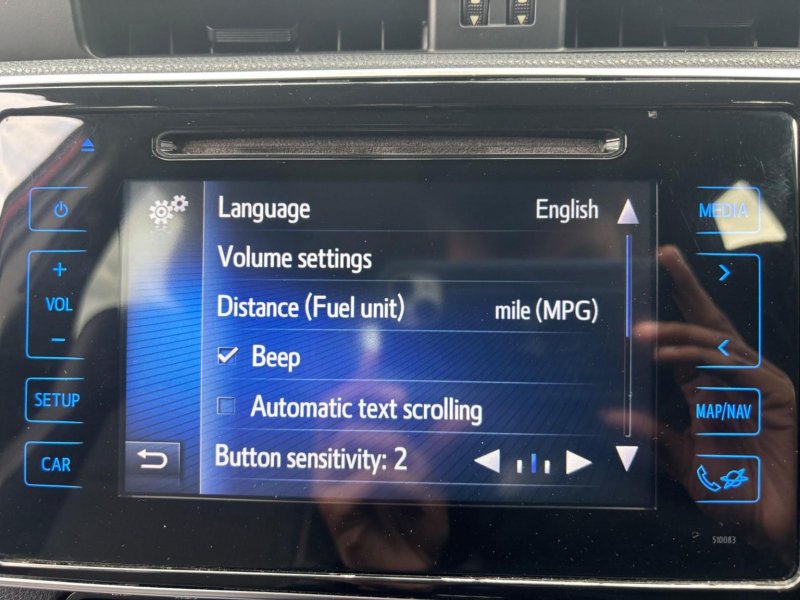 Language English
Volume settings
Distance (Fuel unit) mile (MPG)
Beep
Automatic text scrolling
Button sensitivity: 2
VOL
SETUP
CAR
MEDIA
MAP/NAV
510083